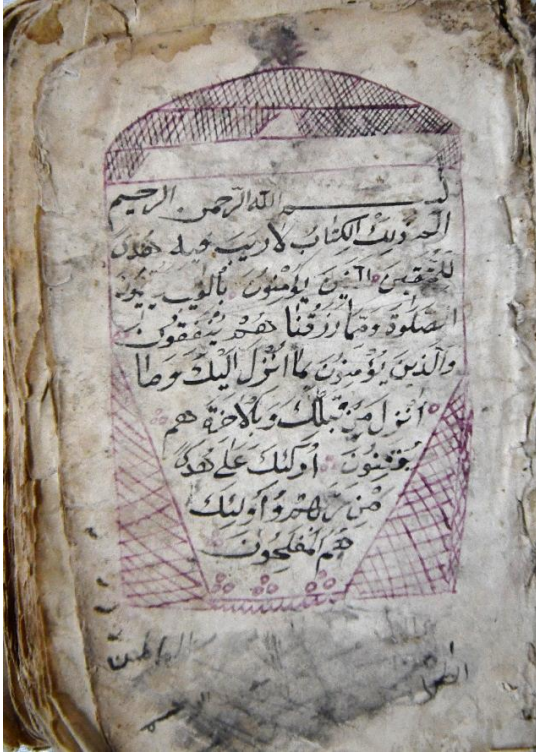 بسم الله الرحمن الرحيم
الم ذلك الكتاب لا ريب فيه هدى
للمتقين الذين يؤمنون بالغيب
الصلوة ومما رزقنا هم ينفقون
والذين يؤمنون بما انزل اليك وما
انزل من قبلك وبالاخرة هم
يوقنون اولئك على هدى
من ربهم واولئك
هم المفلحون